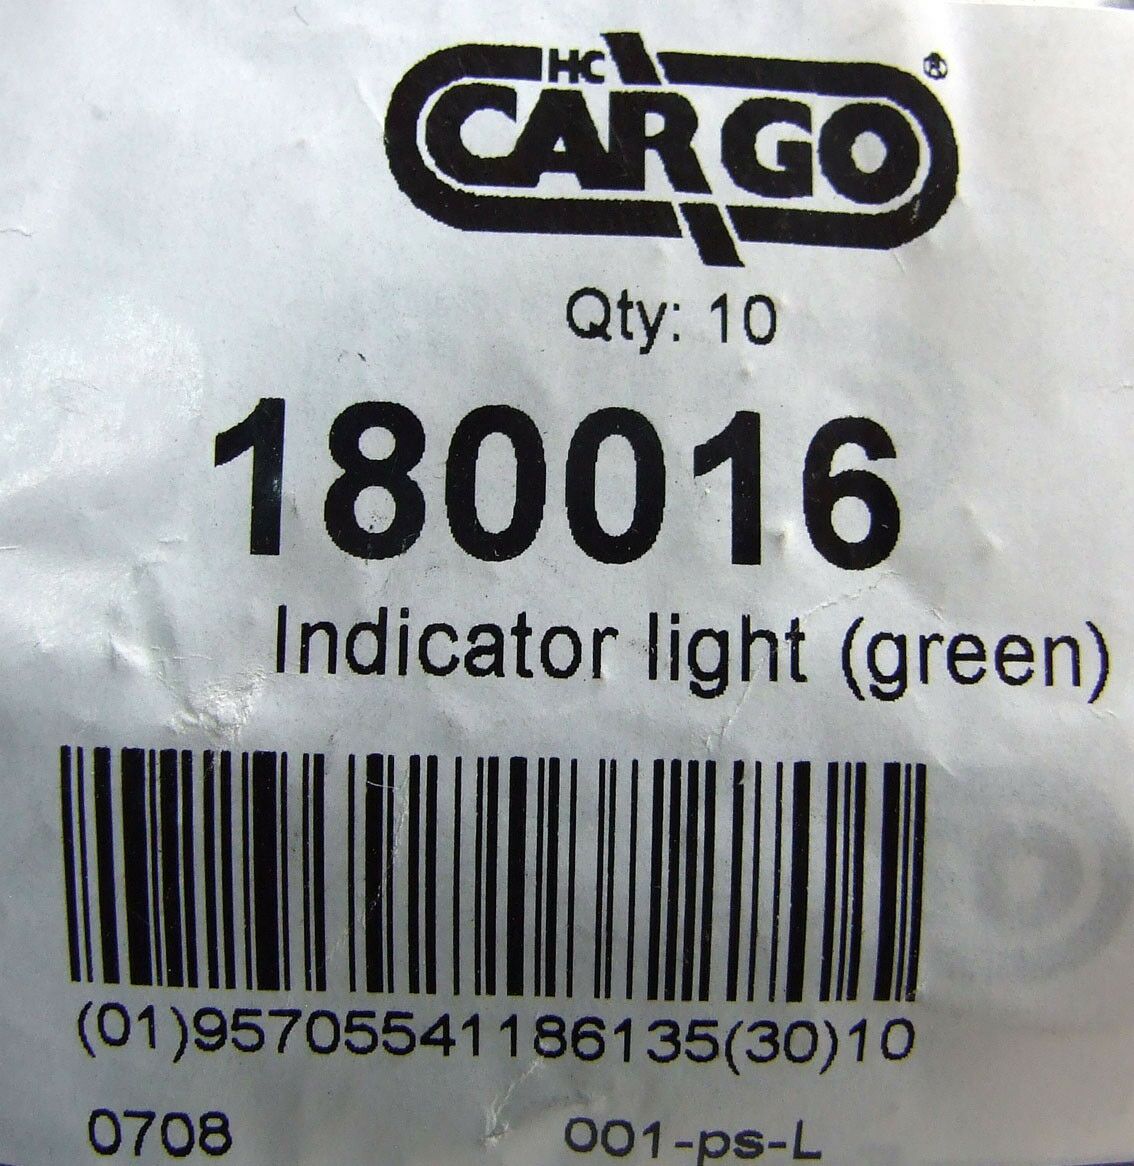 HC
CARGO®
Qty: 10
180016
Indicator light (green)
(01)95705541186135(30)10
0708
001-ps-L